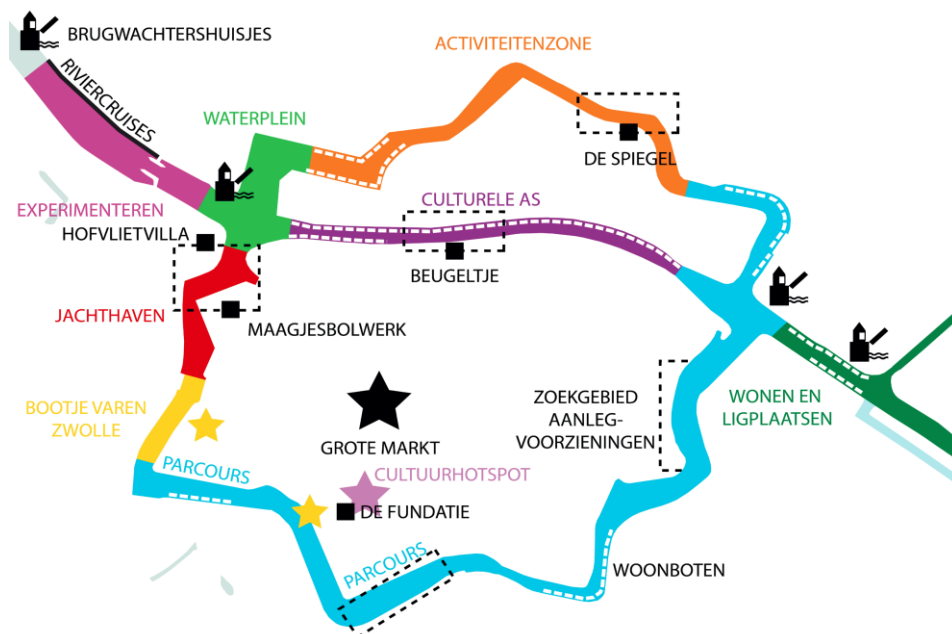 BRUGWACHTERSHUISJES
ACTIVITEITENZONE
RIVIERCRUISES
WATERPLEIN
DE SPIEGEL
EXPERIMENTEREN
CULTURELE AS
HOFVLIETVILLA
BEUGELTJE
JACHTHAVEN
MAAGJESBOLWERK
BOOTJE VAREN
ZWOLLE
ZOEKGEBIED
AANLEG-
VOORZIENINGEN
WONEN EN
LIGPLAATSEN
GROTE MARKT
PARCOURS
CULTUURHOTSPOT
DE FUNDATIE
PARCOURS
WOONBOTEN